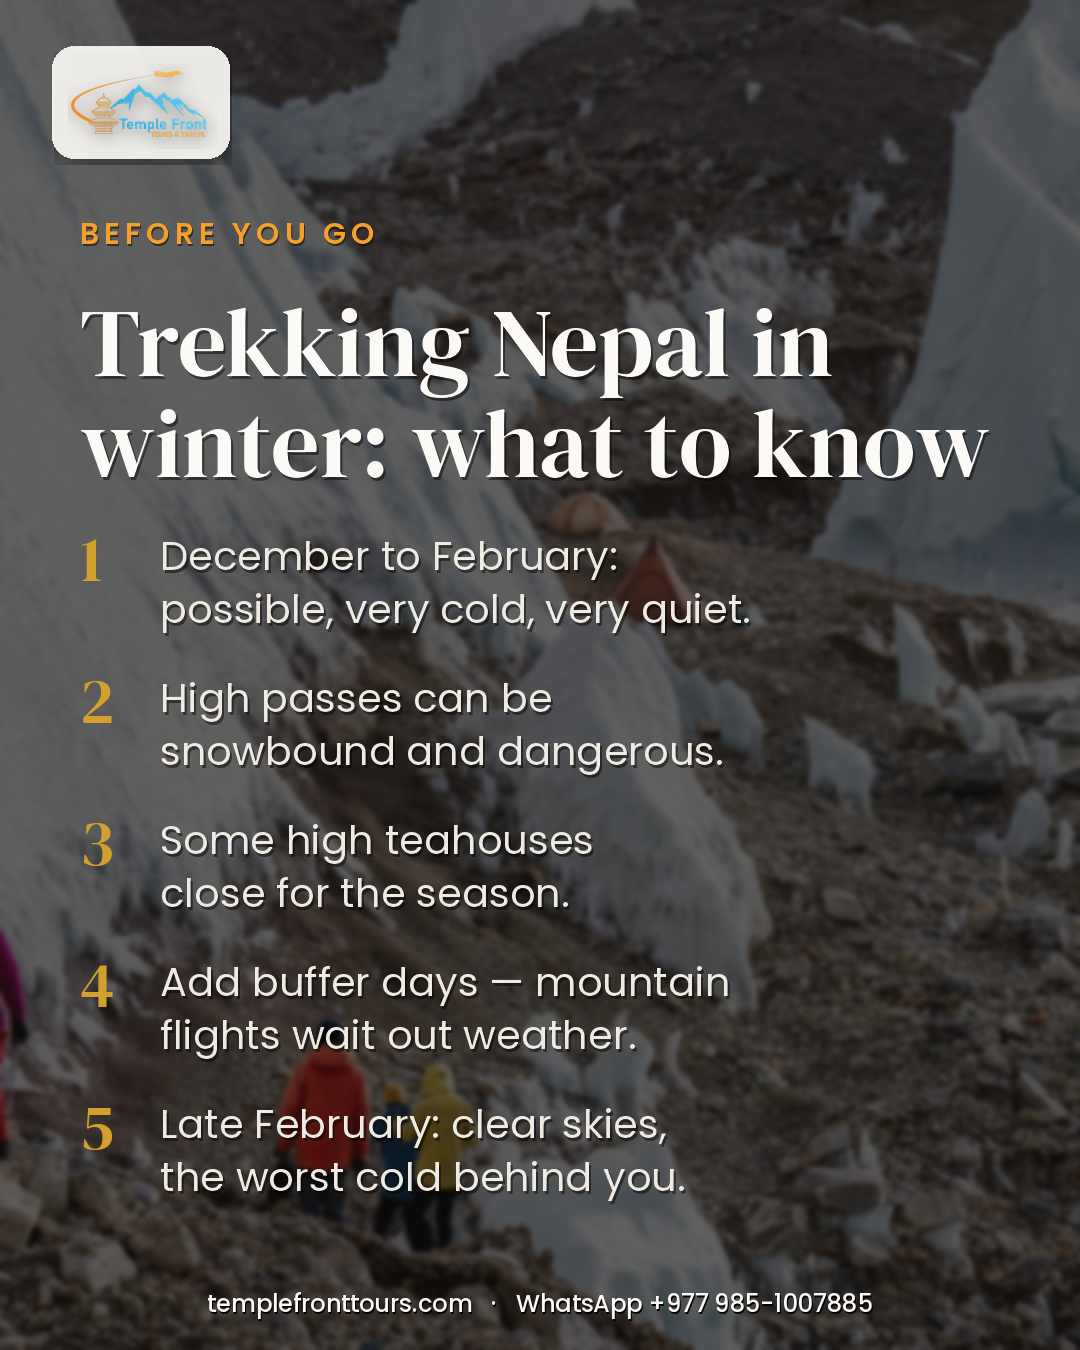 Temple Front
TOURS & TRAVEL
BEFORE YOU GO
Trekking Nepal in
winter: what to know
1 December to February:
possible, very cold, very quiet.
2 High passes can be
snowbound and dangerous.
3 Some high teahouses
close for the season.
4 Add buffer days — mountain
flights wait out weather.
5 Late February: clear skies,
the worst cold behind you.
templefronttours.com · WhatsApp +977 985-1007885